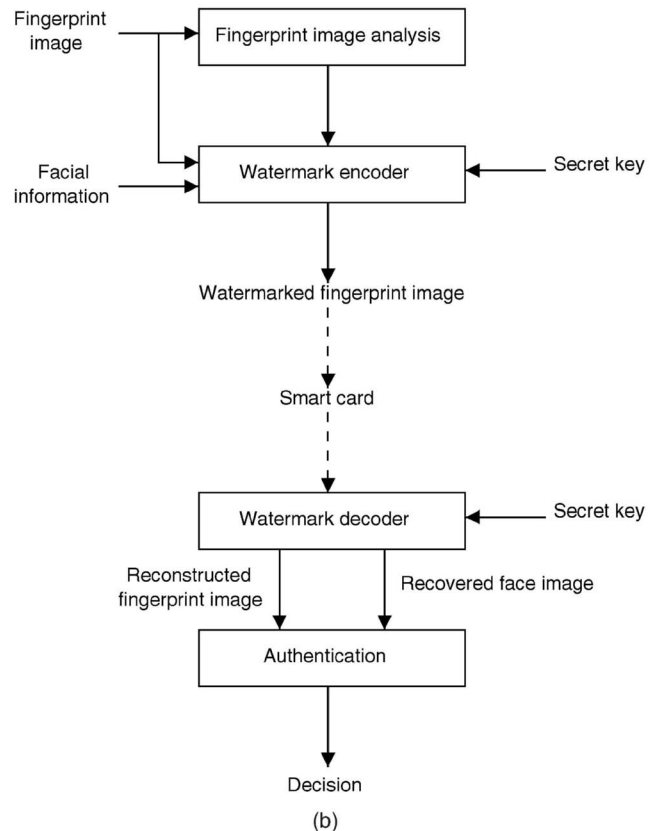 Fingerprint
image
Fingerprint image analysis
Facial
information
Watermark encoder
Secret key
Watermarked fingerprint image
Smart card
Watermark decoder
Secret key
Reconstructed
fingerprint image
Recovered face image
Authentication
Decision
(b)